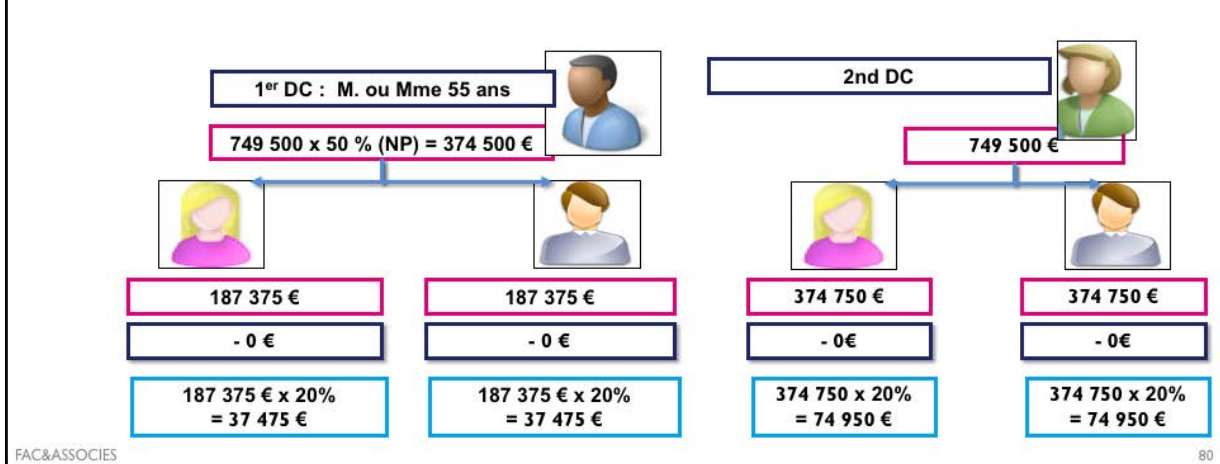 1er DC : M. ou Mme 55 ans
749 500 x 50 % (NP) = 374 500 €
187 375 €
187 375 €
- 0 €
- 0 €
187 375 € x 20%
= 37 475 €
187 375 € x 20%
= 37 475 €
2nd DC
749 500 €
374 750 €
374 750 €
- 0€
- 0€
374 750 x 20%
= 74 950 €
374 750 x 20%
= 74 950 €
FAC&ASSOCIES
80